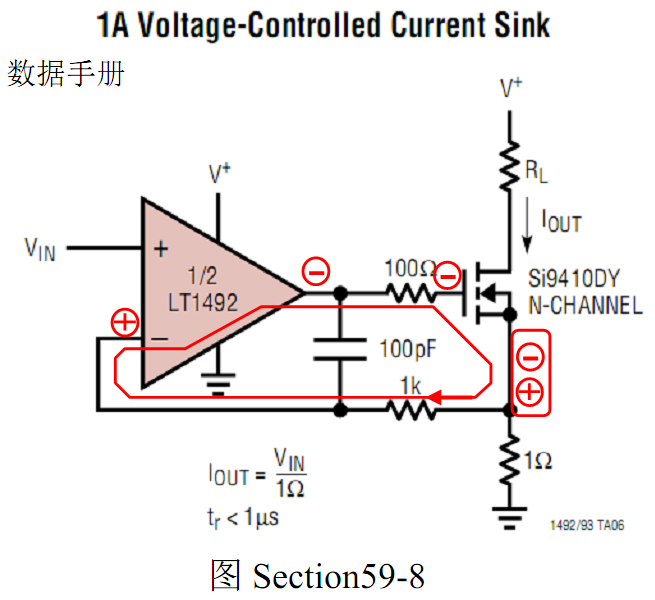 1A Voltage-Controlled Current Sink
数据手册
V+
RL
V+
IOUT
VIN
+
1/2
LT1492
−
⊖
100Ω
⊖
Si9410DY
N-CHANNEL
⊕
100pF
⊖
1k
⊕
1Ω
IOUT = VIN/1Ω
tr < 1μs
1492/93 TA06
图 Section59-8